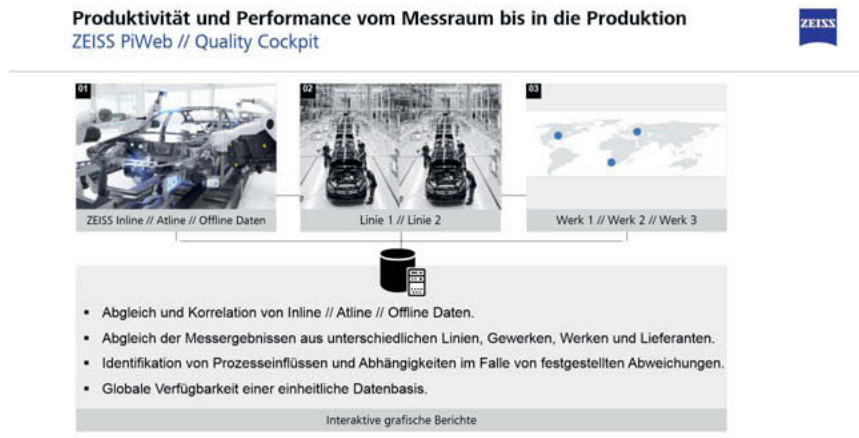 Produktivität und Performance vom Messraum bis in die Produktion
ZEISS PiWeb // Quality Cockpit
ZEISS
01
02
03
ZEISS Inline // Atline // Offline Daten
Linie 1 // Linie 2
Werk 1 // Werk 2 // Werk 3
▪ Abgleich und Korrelation von Inline // Atline // Offline Daten.
▪ Abgleich der Messergebnissen aus unterschiedlichen Linien, Gewerken, Werken und Lieferanten.
▪ Identifikation von Prozesseinflüssen und Abhängigkeiten im Falle von festgestellten Abweichungen.
▪ Globale Verfügbarkeit einer einheitliche Datenbasis.
Interaktive grafische Berichte